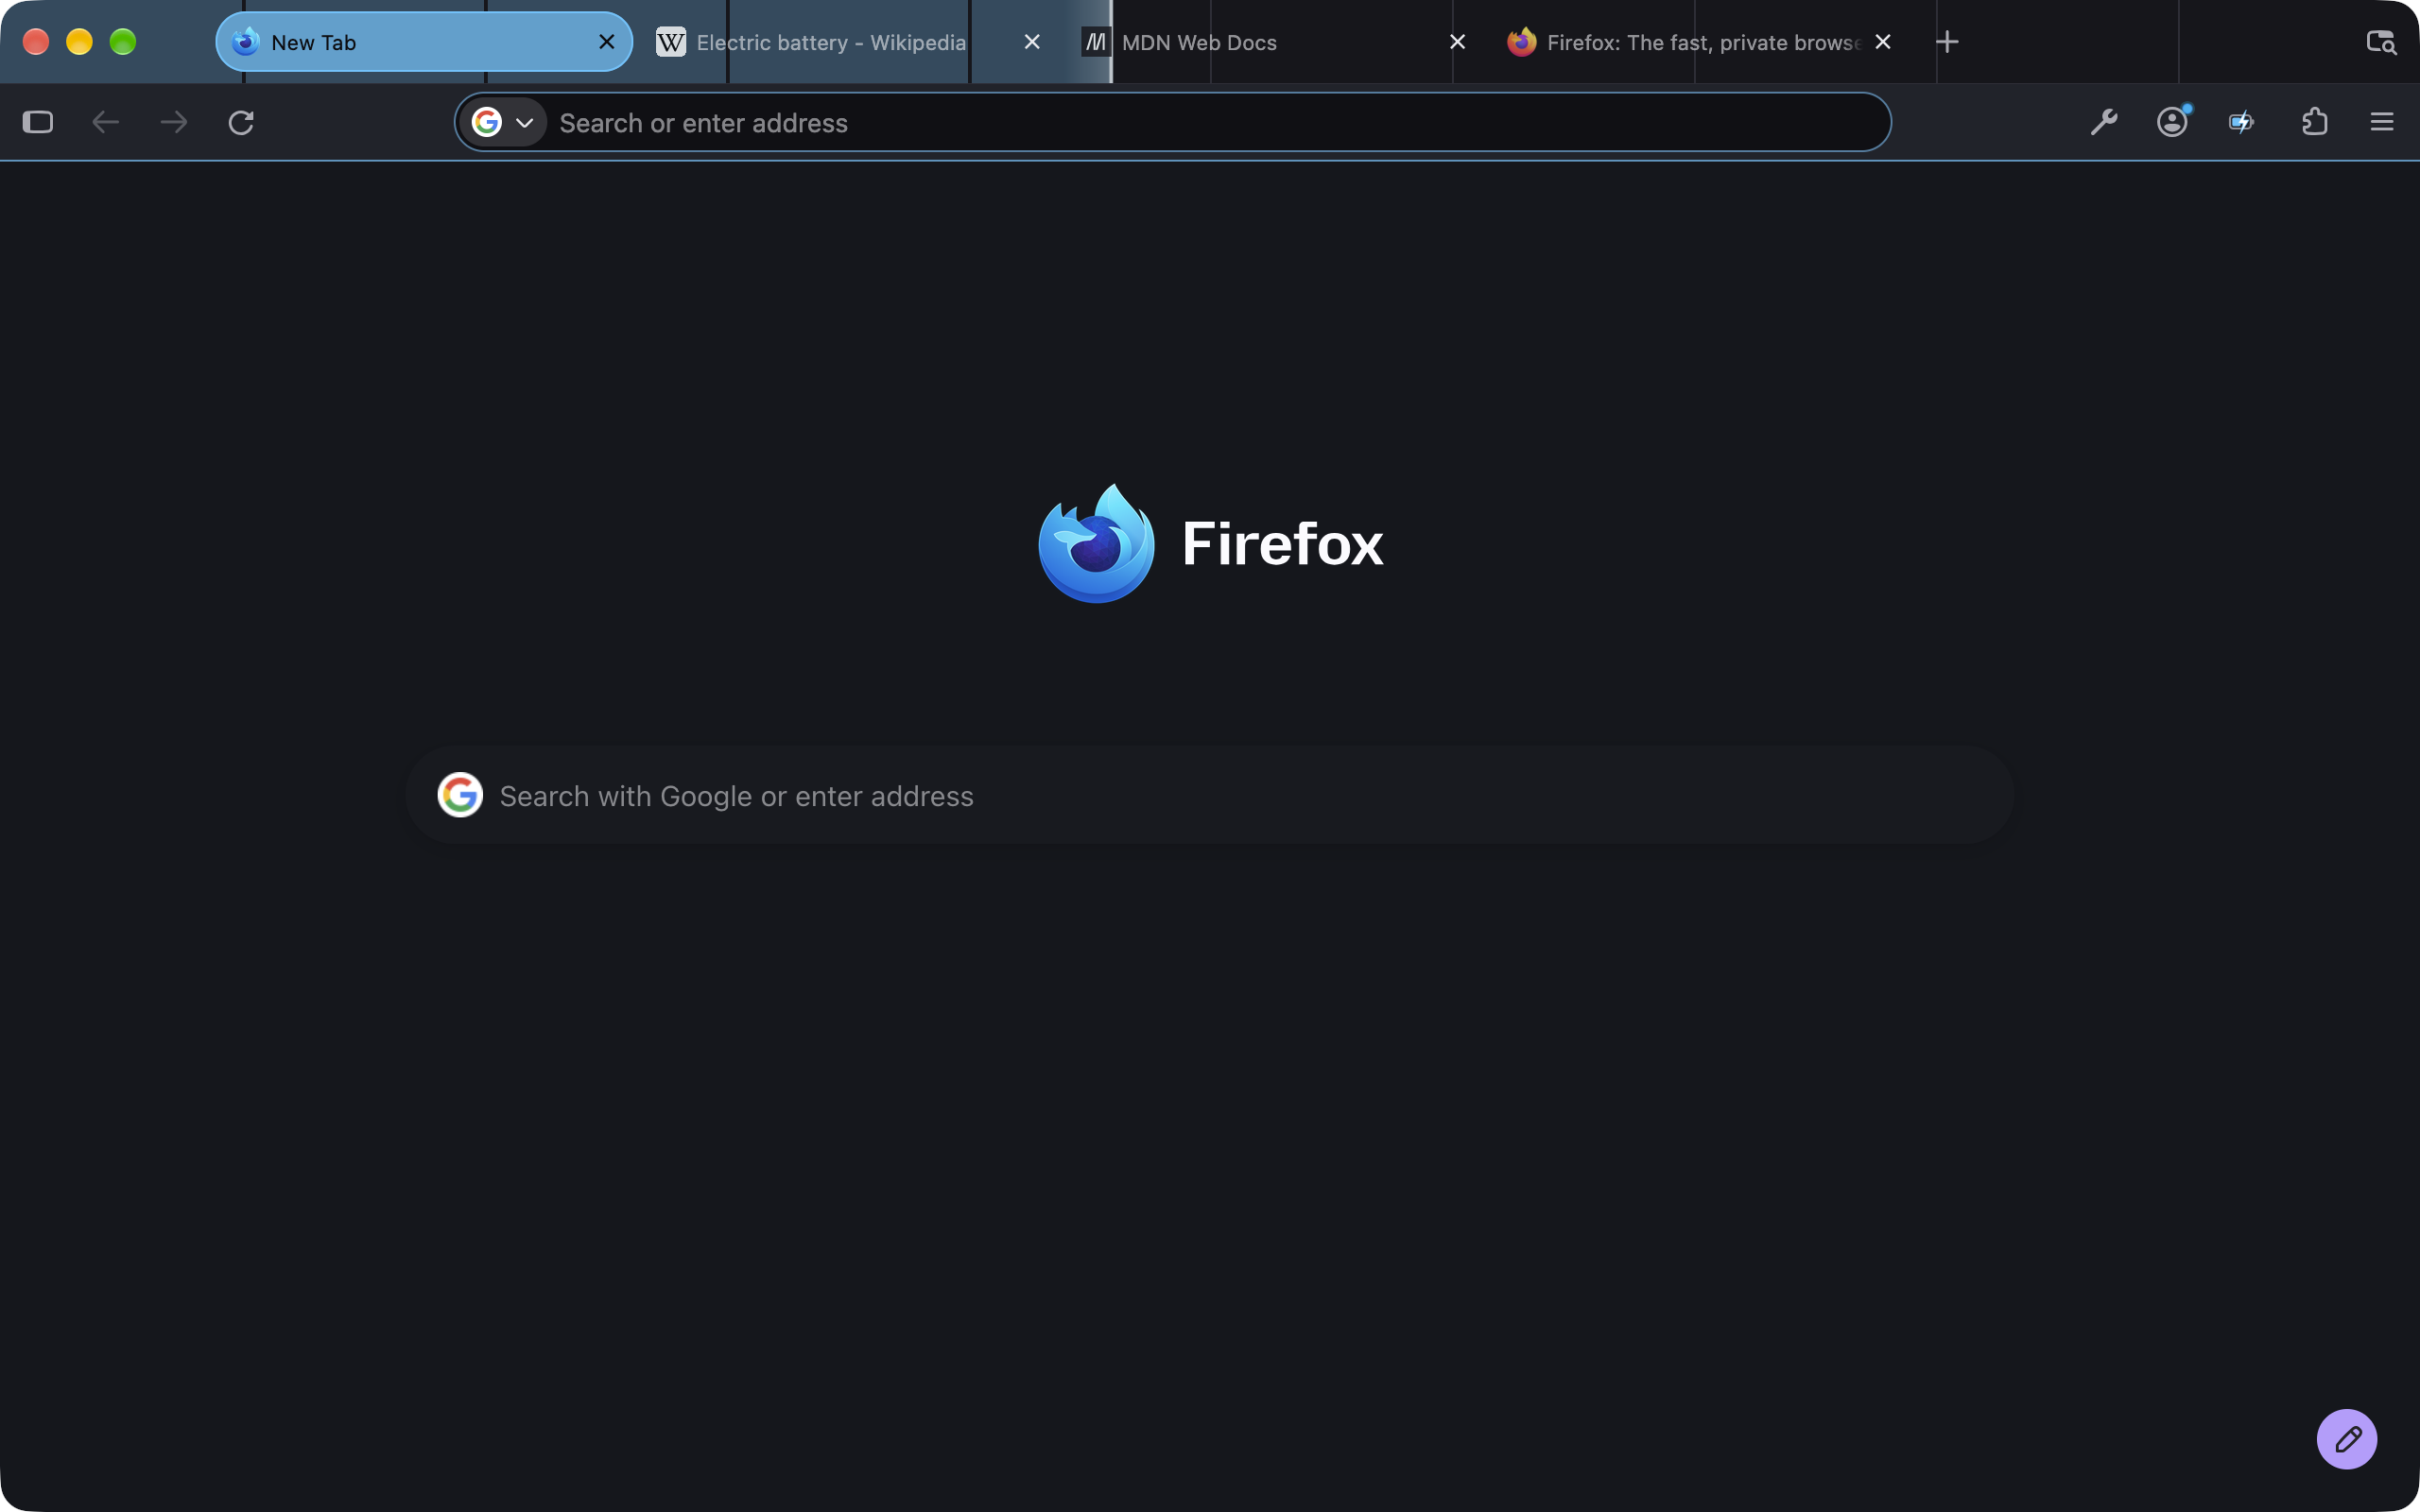 New Tab
Electric battery - Wikipedia
MDN Web Docs
Firefox: The fast, private
Search or enter address
Firefox
Search with Google or enter address